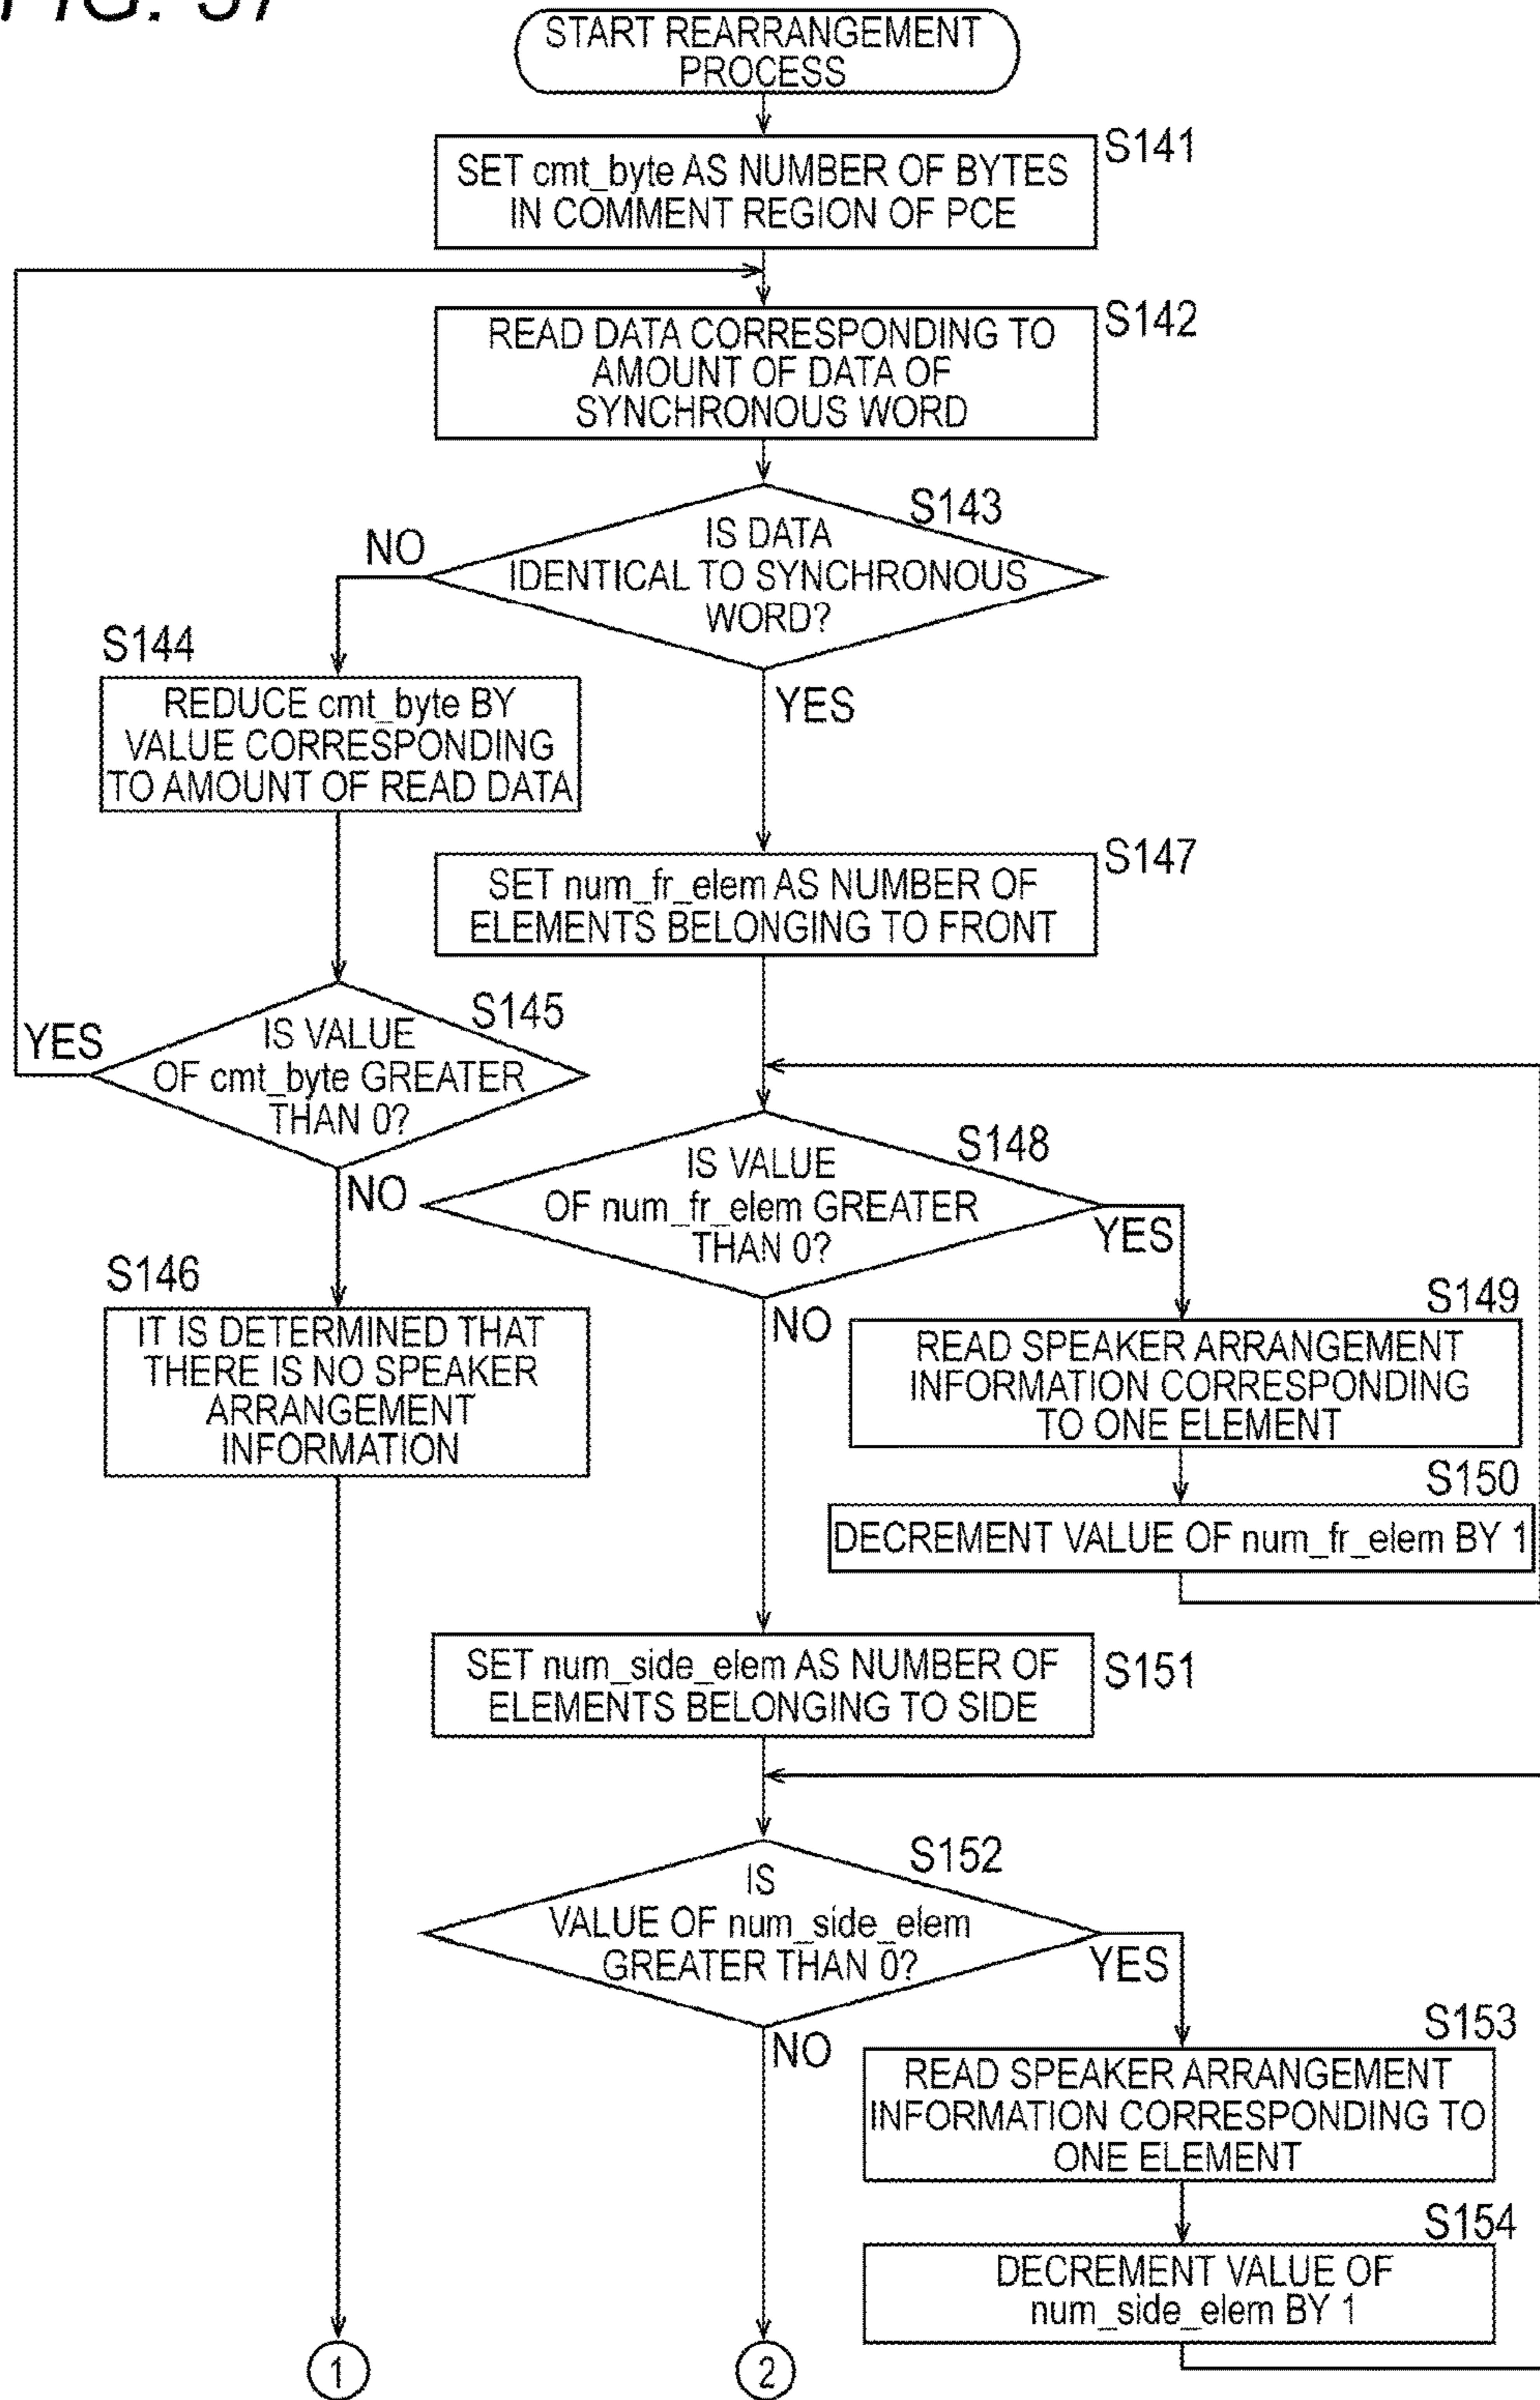 FIG. 37
START REARRANGEMENT
PROCESS
S141
SET cmt_byte AS NUMBER OF BYTES
IN COMMENT REGION OF PCE
S142
READ DATA CORRESPONDING TO
AMOUNT OF DATA OF
SYNCHRONOUS WORD
S143
IS DATA
IDENTICAL TO SYNCHRONOUS
WORD?
NO
YES
S144
REDUCE cmt_byte BY
VALUE CORRESPONDING
TO AMOUNT OF READ DATA
S147
SET num_fr_elem AS NUMBER OF
ELEMENTS BELONGING TO FRONT
S145
IS VALUE
OF cmt_byte GREATER
THAN 0?
YES
NO
S148
IS VALUE
OF num_fr_elem GREATER
THAN 0?
YES
NO
S146
IT IS DETERMINED THAT
THERE IS NO SPEAKER
ARRANGEMENT
INFORMATION
S149
READ SPEAKER ARRANGEMENT
INFORMATION CORRESPONDING
TO ONE ELEMENT
S150
DECREMENT VALUE OF num_fr_elem BY 1
S151
SET num_side_elem AS NUMBER OF
ELEMENTS BELONGING TO SIDE
S152
IS
VALUE OF num_side_elem
GREATER THAN 0?
YES
NO
S153
READ SPEAKER ARRANGEMENT
INFORMATION CORRESPONDING TO
ONE ELEMENT
S154
DECREMENT VALUE OF
num_side_elem BY 1
1
2